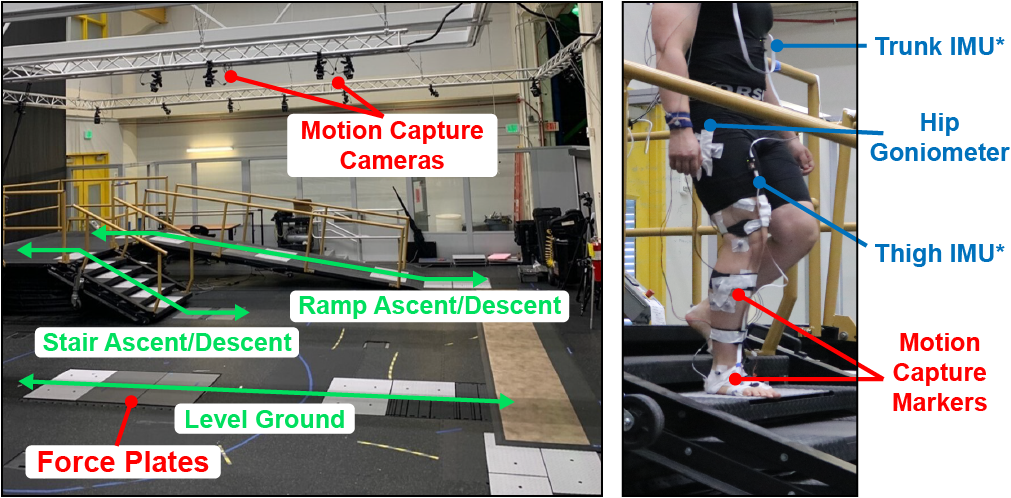 Motion Capture
Cameras
Ramp Ascent/Descent
Stair Ascent/Descent
Level Ground
Force Plates
Trunk IMU*
Hip
Goniometer
Thigh IMU*
Motion
Capture
Markers